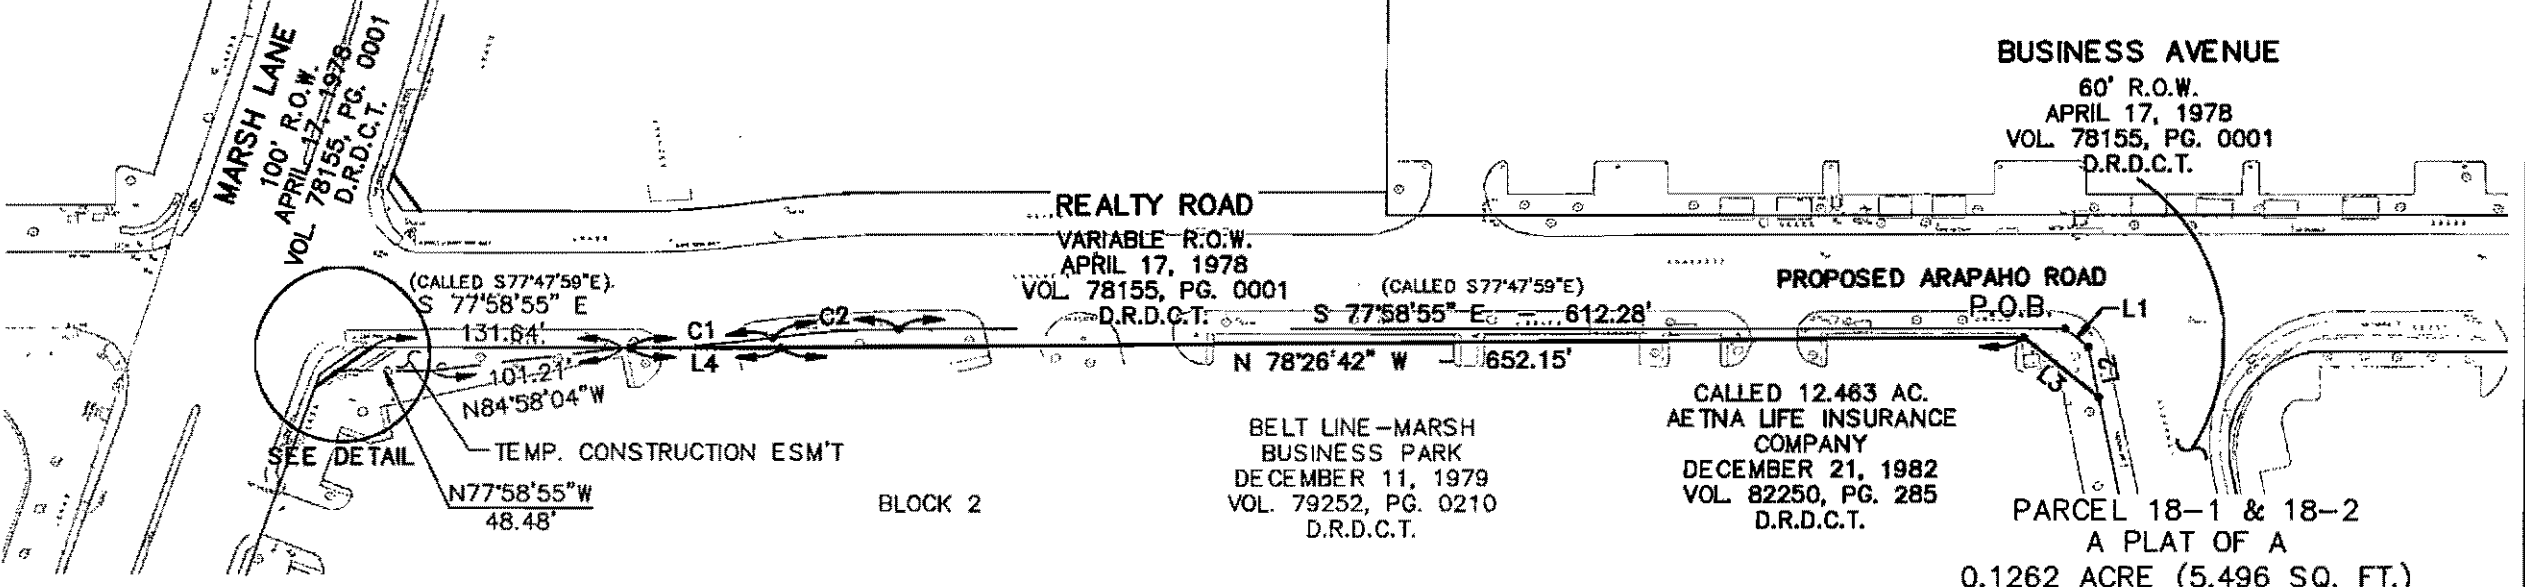 MARSH LANE
100' R.O.W.
APRIL 17, 1978
VOL. 78155, PG. 0001
D.R.D.C.T.
BUSINESS AVENUE
60' R.O.W.
APRIL 17, 1978
VOL. 78155, PG. 0001
D.R.D.C.T.
REALTY ROAD
VARIABLE R.O.W.
APRIL 17, 1978
VOL. 78155, PG. 0001
D.R.D.C.T.
(CALLED S77°47'59"E)
S 77°58'55" E
131.64'
C1
C2
L4
101.21'
N84°58'04"W
(CALLED S77°47'59"E)
S 77°58'55" E - 612.28'
N 78°26'42" W - 652.15'
PROPOSED ARAPAHO ROAD
P.O.B.
L1
L2
L3
SEE DETAIL
TEMP. CONSTRUCTION ESM'T
N77°58'55"W
48.48'
BLOCK 2
BELT LINE-MARSH
BUSINESS PARK
DECEMBER 11, 1979
VOL. 79252, PG. 0210
D.R.D.C.T.
CALLED 12.463 AC.
AETNA LIFE INSURANCE
COMPANY
DECEMBER 21, 1982
VOL. 82250, PG. 285
D.R.D.C.T.
PARCEL 18-1 & 18-2
A PLAT OF A
0.1262 ACRE (5,496 SQ. FT.)